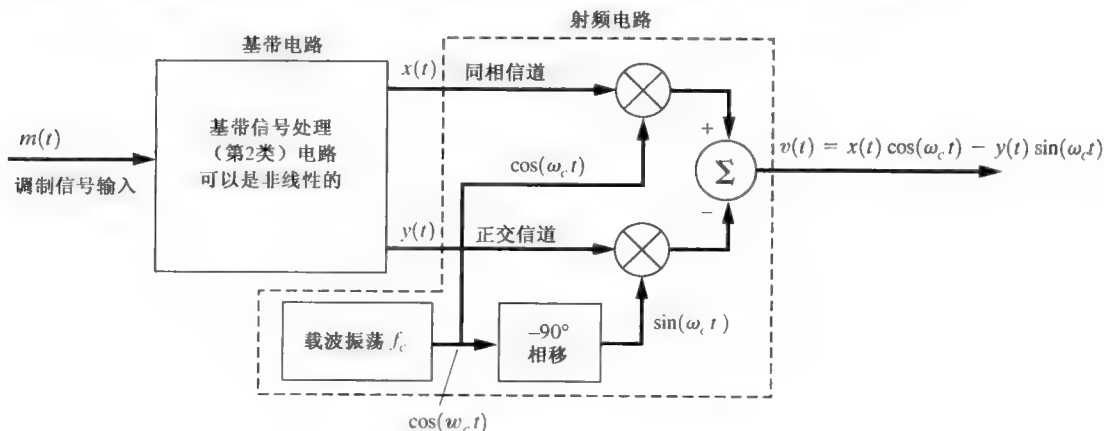 射频电路
基带电路
x(t) 同相信道
m(t)
调制信号输入
基带信号处理
（第2类）电路
可以是非线性的
cos(ω_c t)
+
Σ
−
v(t) = x(t) cos(ω_c t) − y(t) sin(ω_c t)
y(t) 正交信道
载波振荡 f_c
−90°
相移
sin(ω_c t)
cos(w_c t)